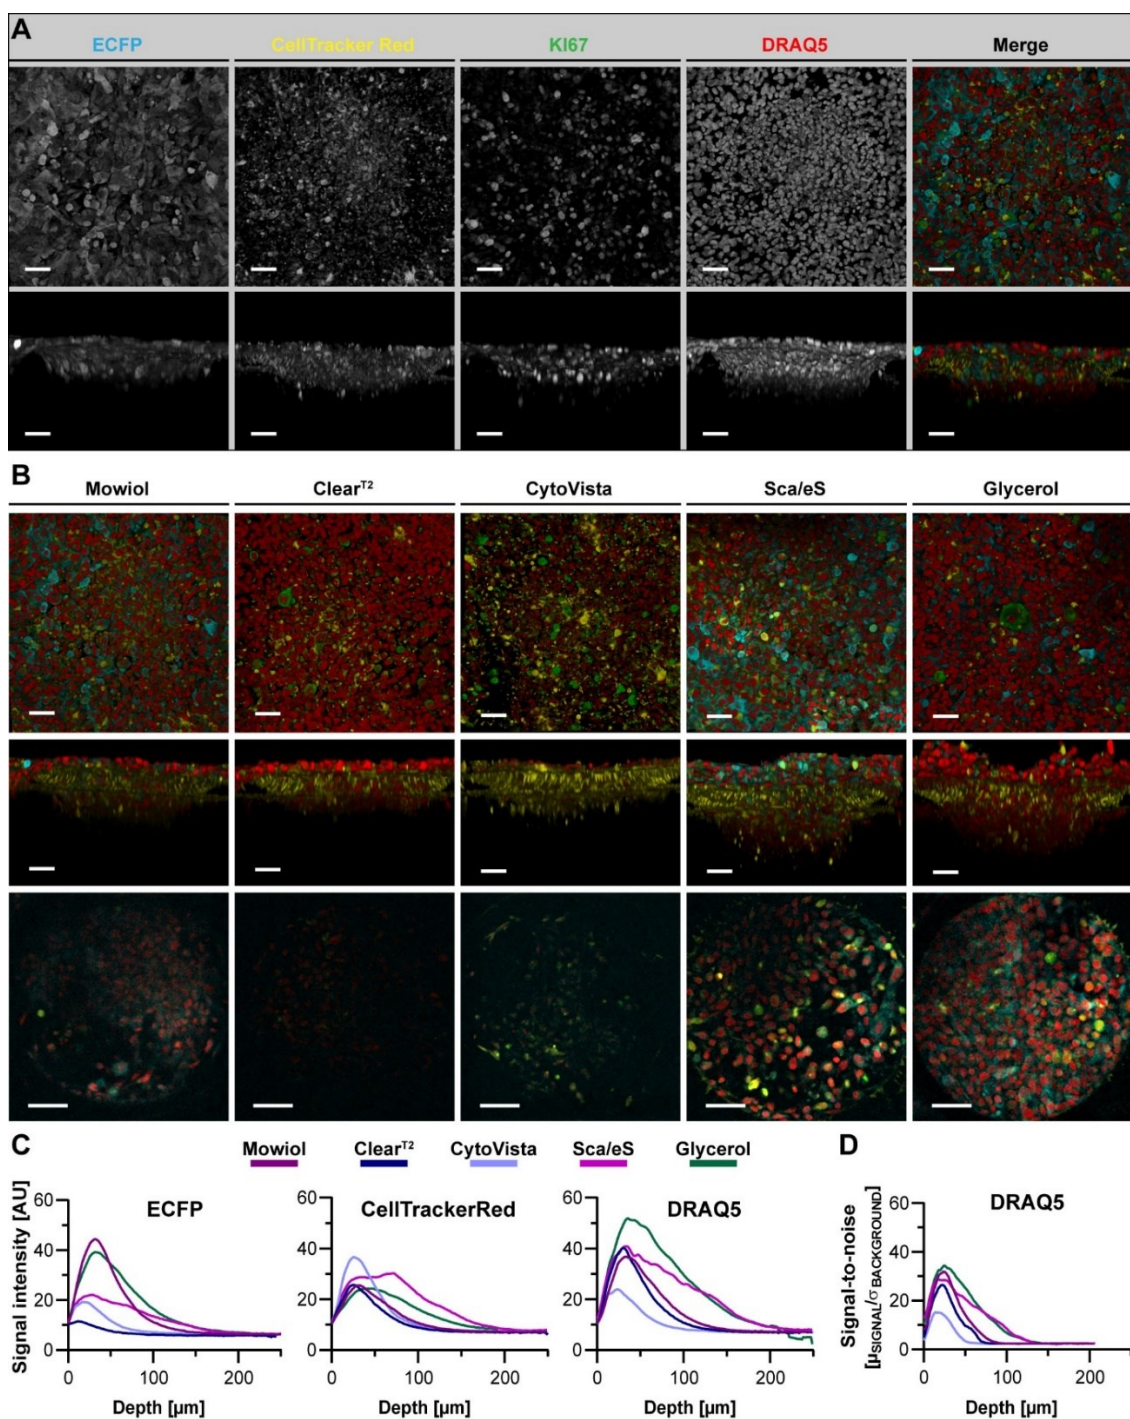 A
ECFP CellTracker Red KI67 DRAQ5 Merge
B
Mowiol Clear^T2 CytoVista Sca/eS Glycerol
C Mowiol Clear^T2 CytoVista Sca/eS Glycerol D
Signal intensity [AU]
ECFP
60
40
20
0
0 100 200
Depth [µm]
CellTrackerRed
60
40
20
0
0 100 200
Depth [µm]
DRAQ5
60
40
20
0
0 100 200
Depth [µm]
Signal-to-noise
[µSIGNAL/σ BACKGROUND]
DRAQ5
60
40
20
0
0 100 200
Depth [µm]